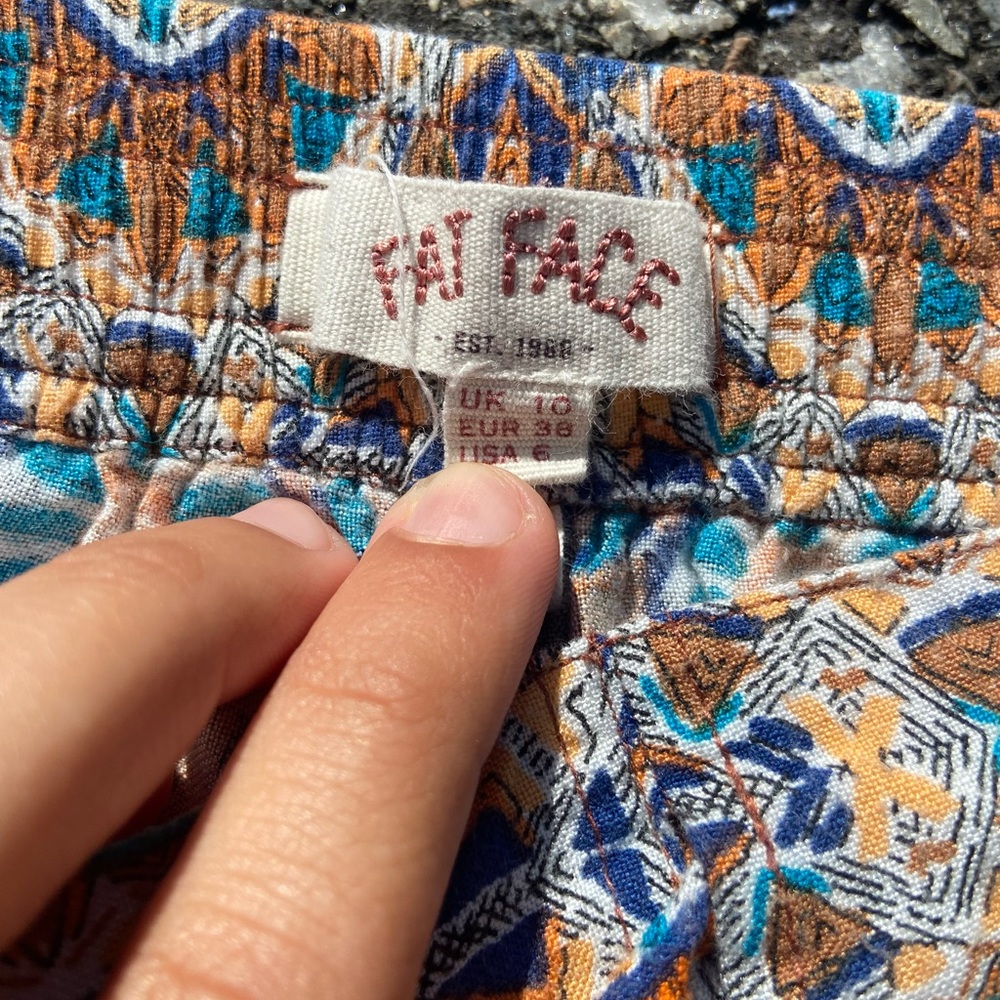 FAT FACE
- EST. 1988 -
UK 10
EUR 38
USA 6